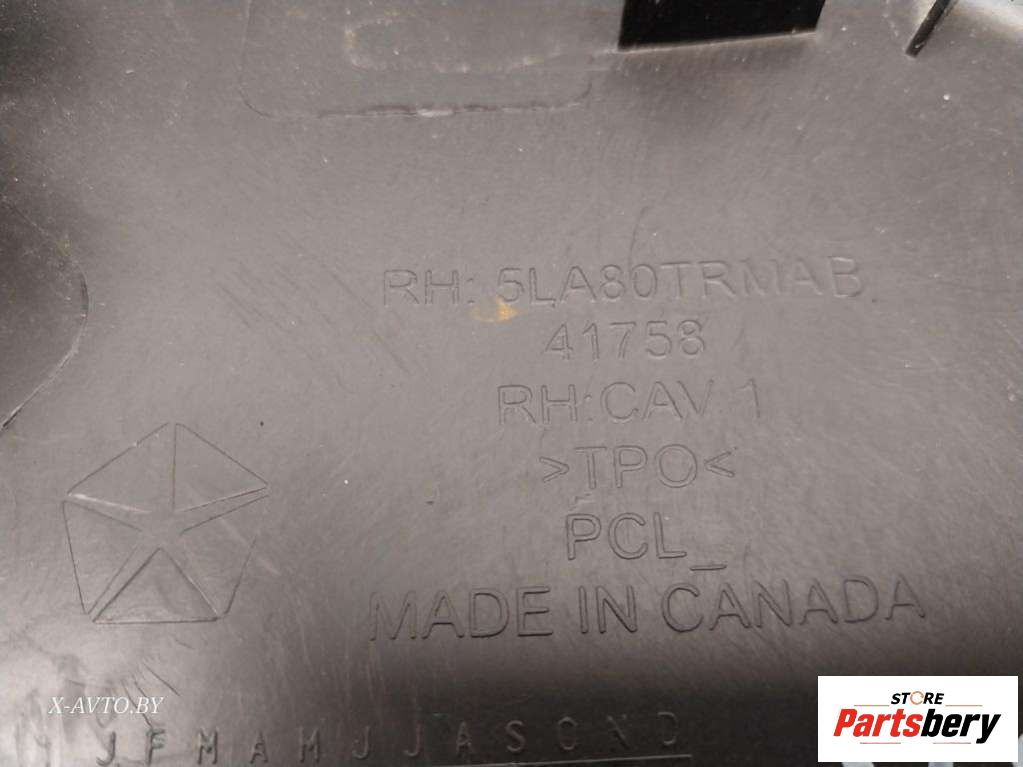 RH: 5LA80TRMAB
41758
RH:CAV 1
>TPO<
PCL_
MADE IN CANADA
X-AVTO.BY
J F M A M J J A S O N D
STORE
Partsbery